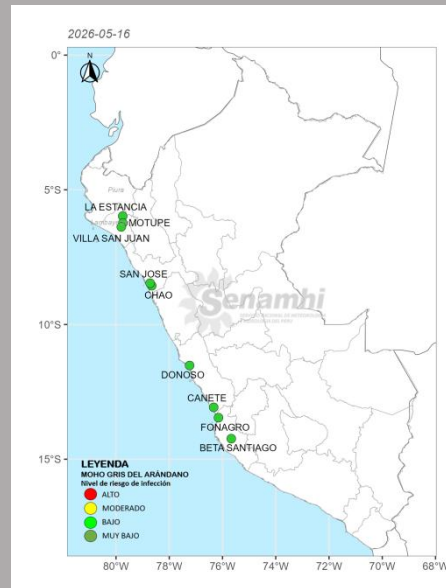 2026-05-16
N
0°
5°S
10°S
15°S
Piura
LA ESTANCIA
MOTUPE
VILLA SAN JUAN
SAN JOSE
CHAO
Senamhi
DONOSO
CAÑETE
FONAGRO
BETA SANTIAGO
LEYENDA
MOHO GRIS DEL ARÁNDANO
Nivel de riesgo de infección
ALTO
MODERADO
BAJO
MUY BAJO
80°W 78°W 76°W 74°W 72°W 70°W 68°W